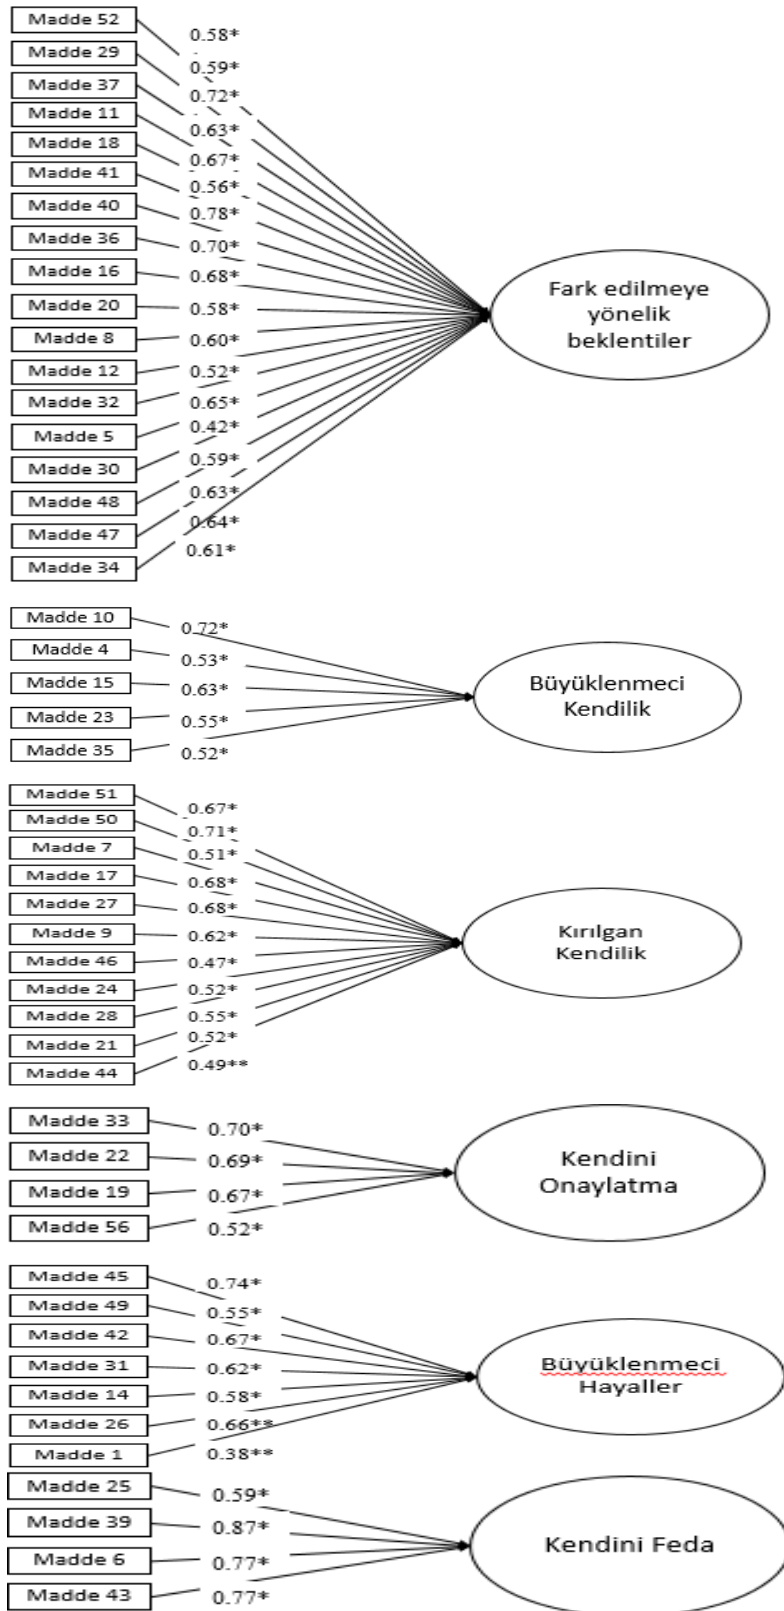 Madde 52
0.58*
Madde 29
0.59*
Madde 37
0.72*
Madde 11
0.63*
Madde 18
0.67*
Madde 41
0.56*
Madde 40
0.78*
Madde 36
0.70*
Madde 16
0.68*
Madde 20
0.58*
Madde 8
0.60*
Madde 12
0.52*
Madde 32
0.65*
Madde 5
0.42*
Madde 30
0.59*
Madde 48
0.63*
Madde 47
0.64*
Madde 34
0.61*
Fark edilmeye
yönelik
beklentiler
Madde 10
0.72*
Madde 4
0.53*
Madde 15
0.63*
Madde 23
0.55*
Madde 35
0.52*
Büyüklenmeci
Kendilik
Madde 51
0.67*
Madde 50
0.71*
Madde 7
0.51*
Madde 17
0.68*
Madde 27
0.68*
Madde 9
0.62*
Madde 46
0.47*
Madde 24
0.52*
Madde 28
0.55*
Madde 21
0.52*
Madde 44
0.49**
Kırılgan
Kendilik
Madde 33
0.70*
Madde 22
0.69*
Madde 19
0.67*
Madde 56
0.52*
Kendini
Onaylatma
Madde 45
0.74*
Madde 49
0.55*
Madde 42
0.67*
Madde 31
0.62*
Madde 14
0.58*
Madde 26
0.66**
Madde 1
0.38**
Büyüklenmeci
Hayaller
Madde 25
0.59*
Madde 39
0.87*
Madde 6
0.77*
Madde 43
0.77*
Kendini Feda